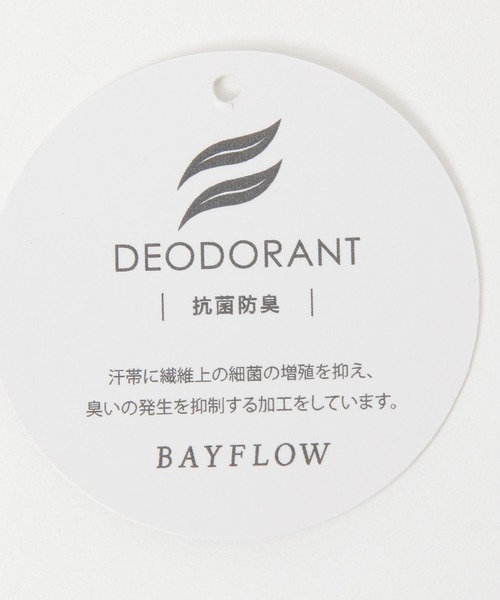 DEODORANT
抗菌防臭
汗帯に繊維上の細菌の増殖を抑え、
臭いの発生を抑制する加工をしています。
BAYFLOW